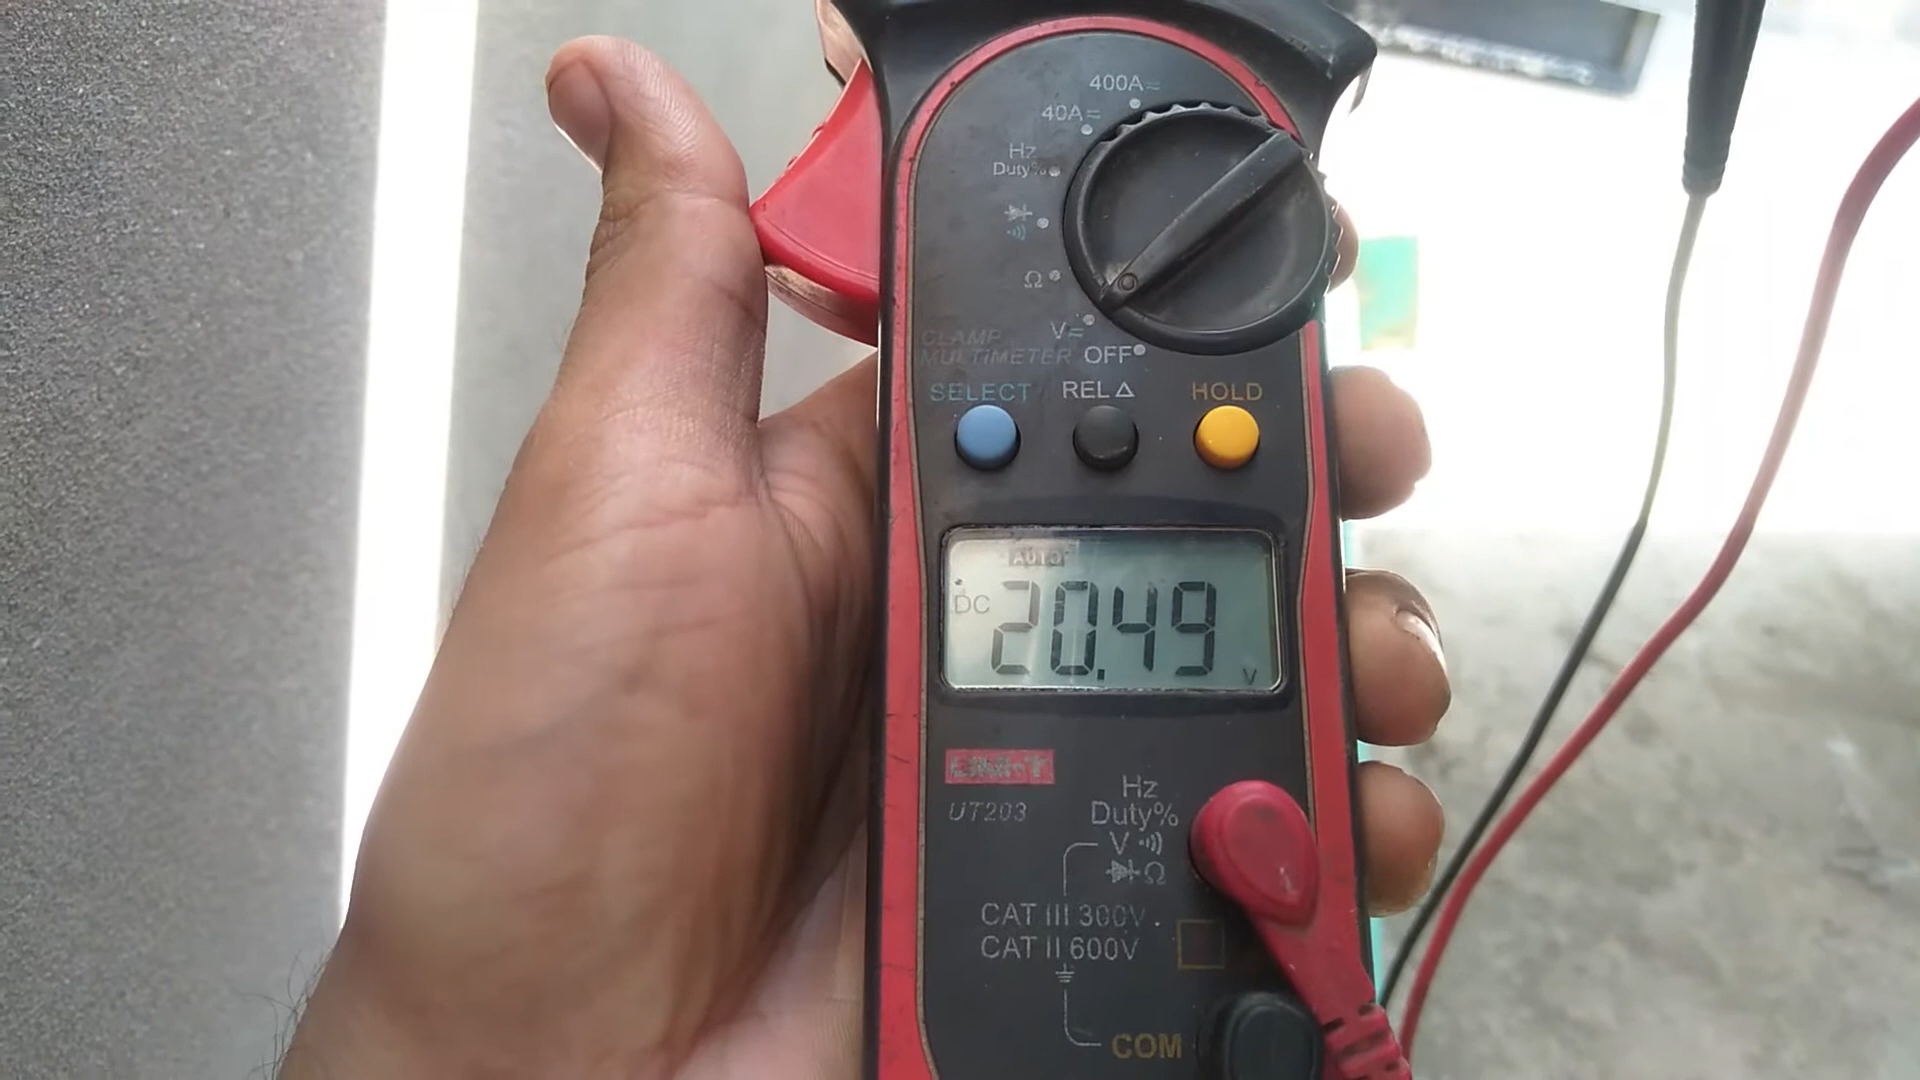 400A
40A
Hz
Duty%
Ω
V
CLAMP
MULTIMETER
OFF
SELECT
REL △
HOLD
AUTO
DC
20.49
V
UNI-T
UT203
Hz
Duty%
V
Ω
CAT III 300V
CAT II 600V
COM